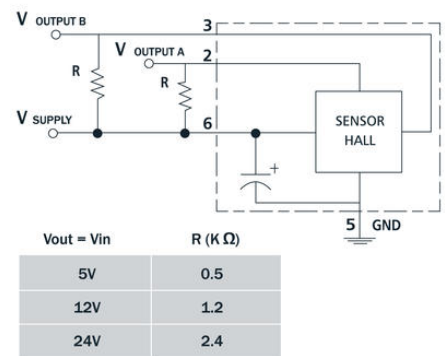 V OUTPUT B
3
V OUTPUT A
2
R
R
V SUPPLY
6
SENSOR
HALL
+
5 GND
Vout = Vin R (K Ω)
5V 0.5
12V 1.2
24V 2.4